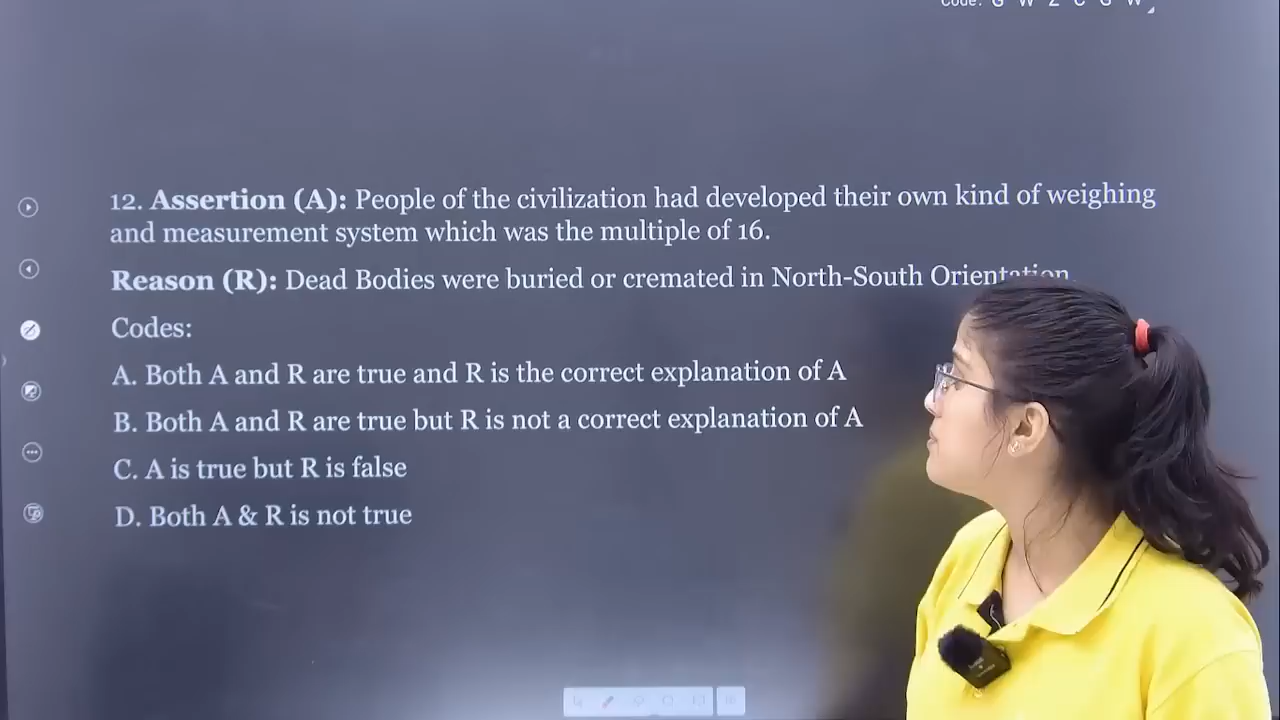 Code: G W Z C G W
12. Assertion (A): People of the civilization had developed their own kind of weighing
and measurement system which was the multiple of 16.
Reason (R): Dead Bodies were buried or cremated in North-South Orientation.
Codes:
A. Both A and R are true and R is the correct explanation of A
B. Both A and R are true but R is not a correct explanation of A
C. A is true but R is false
D. Both A & R is not true